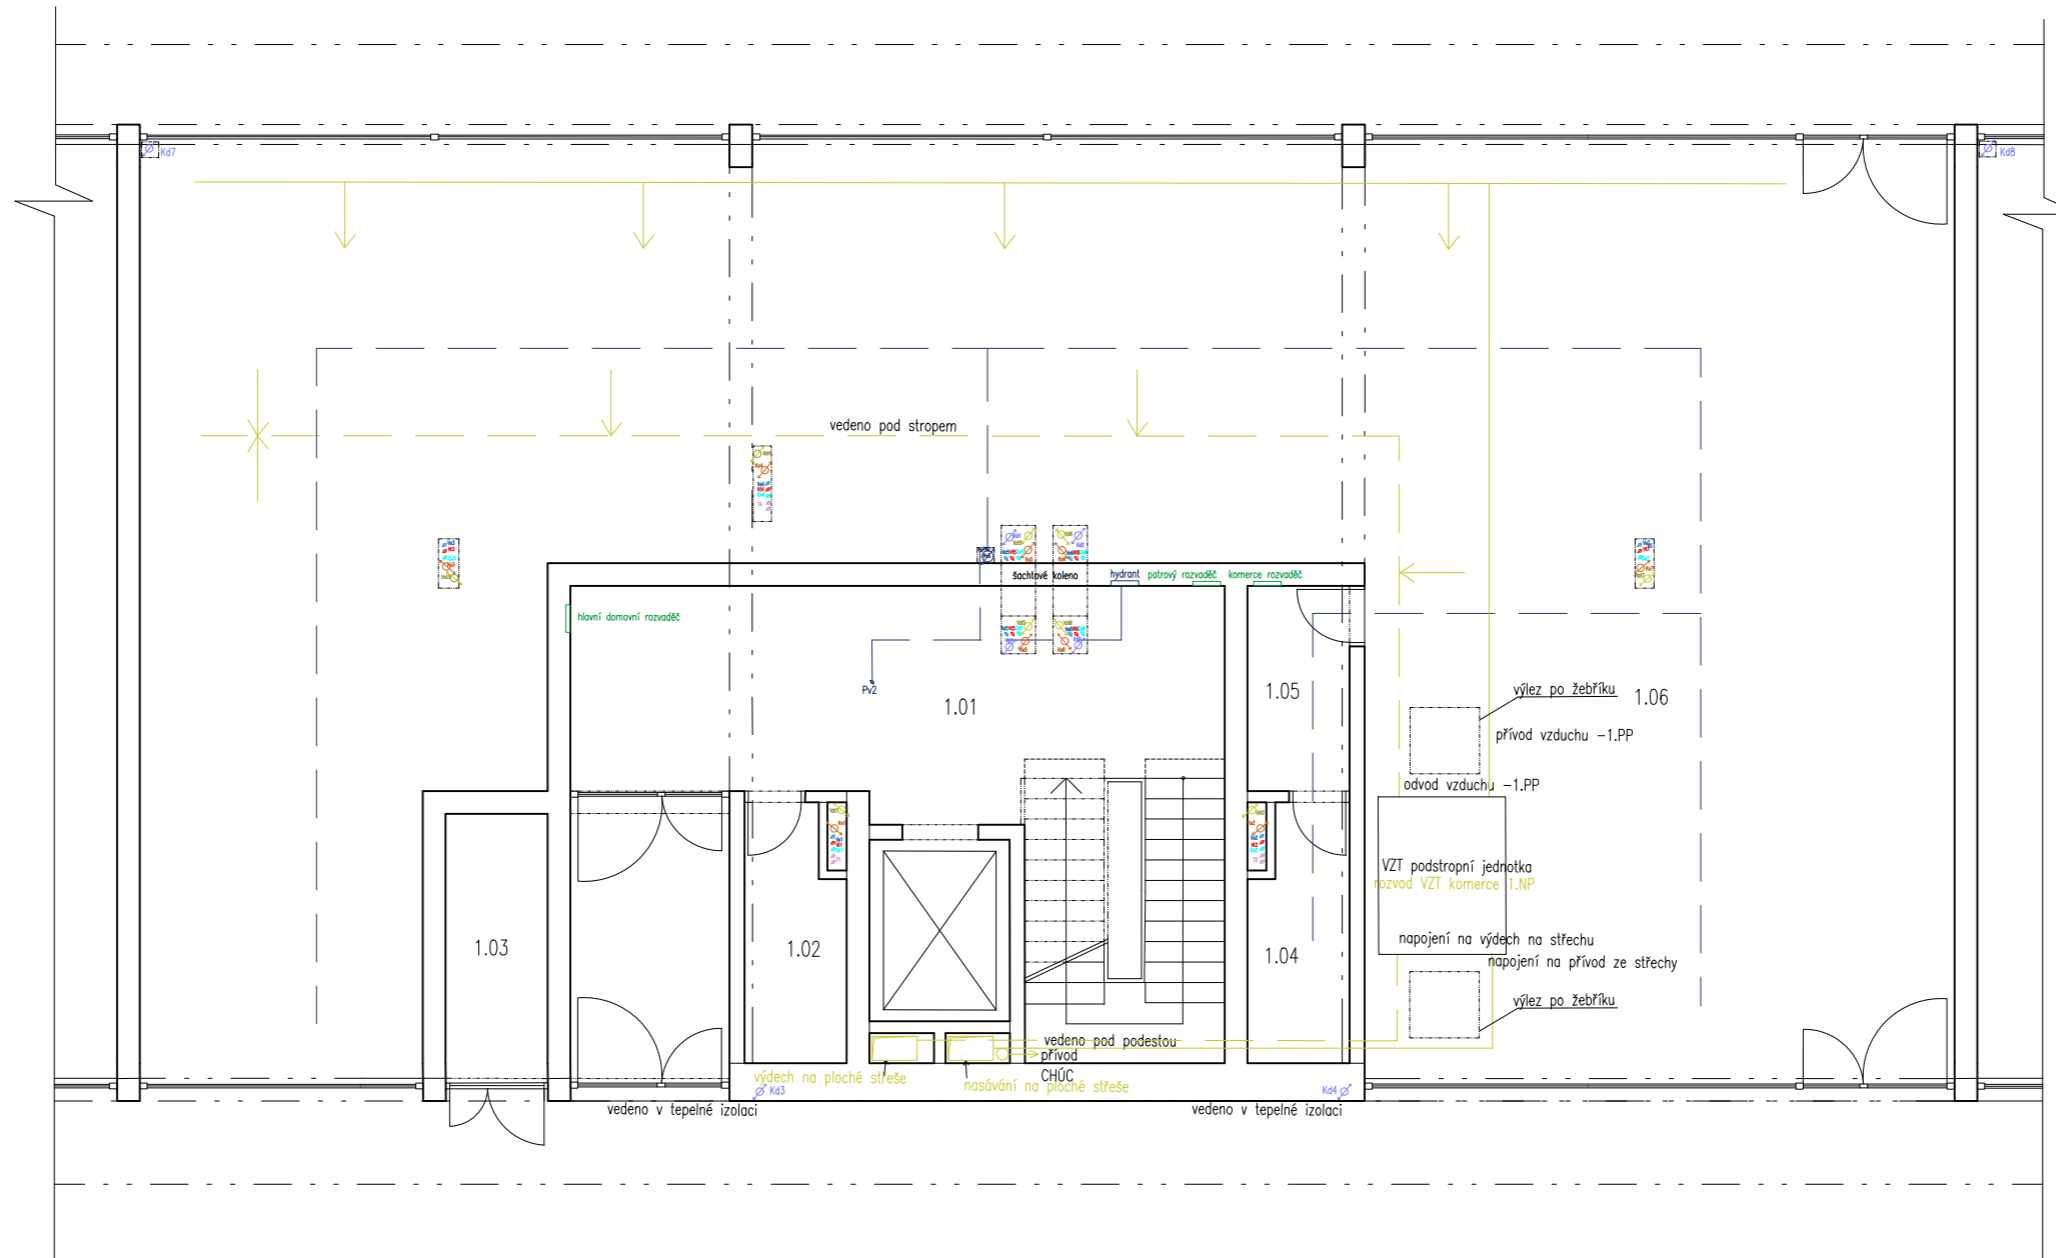 Kd7
Kd8
vedeno pod stropem
šachtové koleno
hydrant
patrový rozvaděč
komerce rozvaděč
hlavní domovní rozvaděč
Pv2
1.01
1.05
výlez po žebříku
1.06
přívod vzduchu -1.PP
odvod vzduchu -1.PP
VZT podstropní jednotka
rozvod VZT komerce 1.NP
1.03
1.02
1.04
napojení na výdech na střechu
napojení na přívod ze střechy
výlez po žebříku
vedeno pod podestou
přívod
CHÚC
výdech na ploché střeše
nasávání na ploché střeše
Kd3
Kd4
vedeno v tepelné izolaci
vedeno v tepelné izolaci